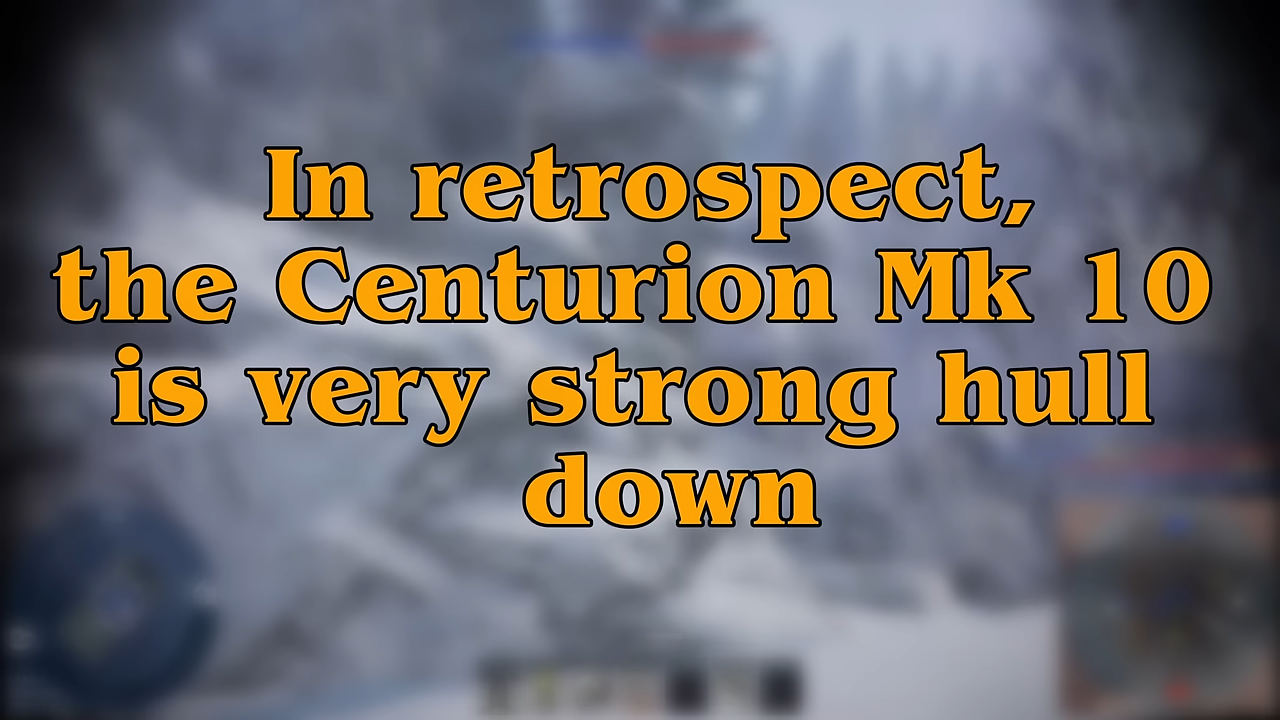 In retrospect,
the Centurion Mk 10
is very strong hull
down